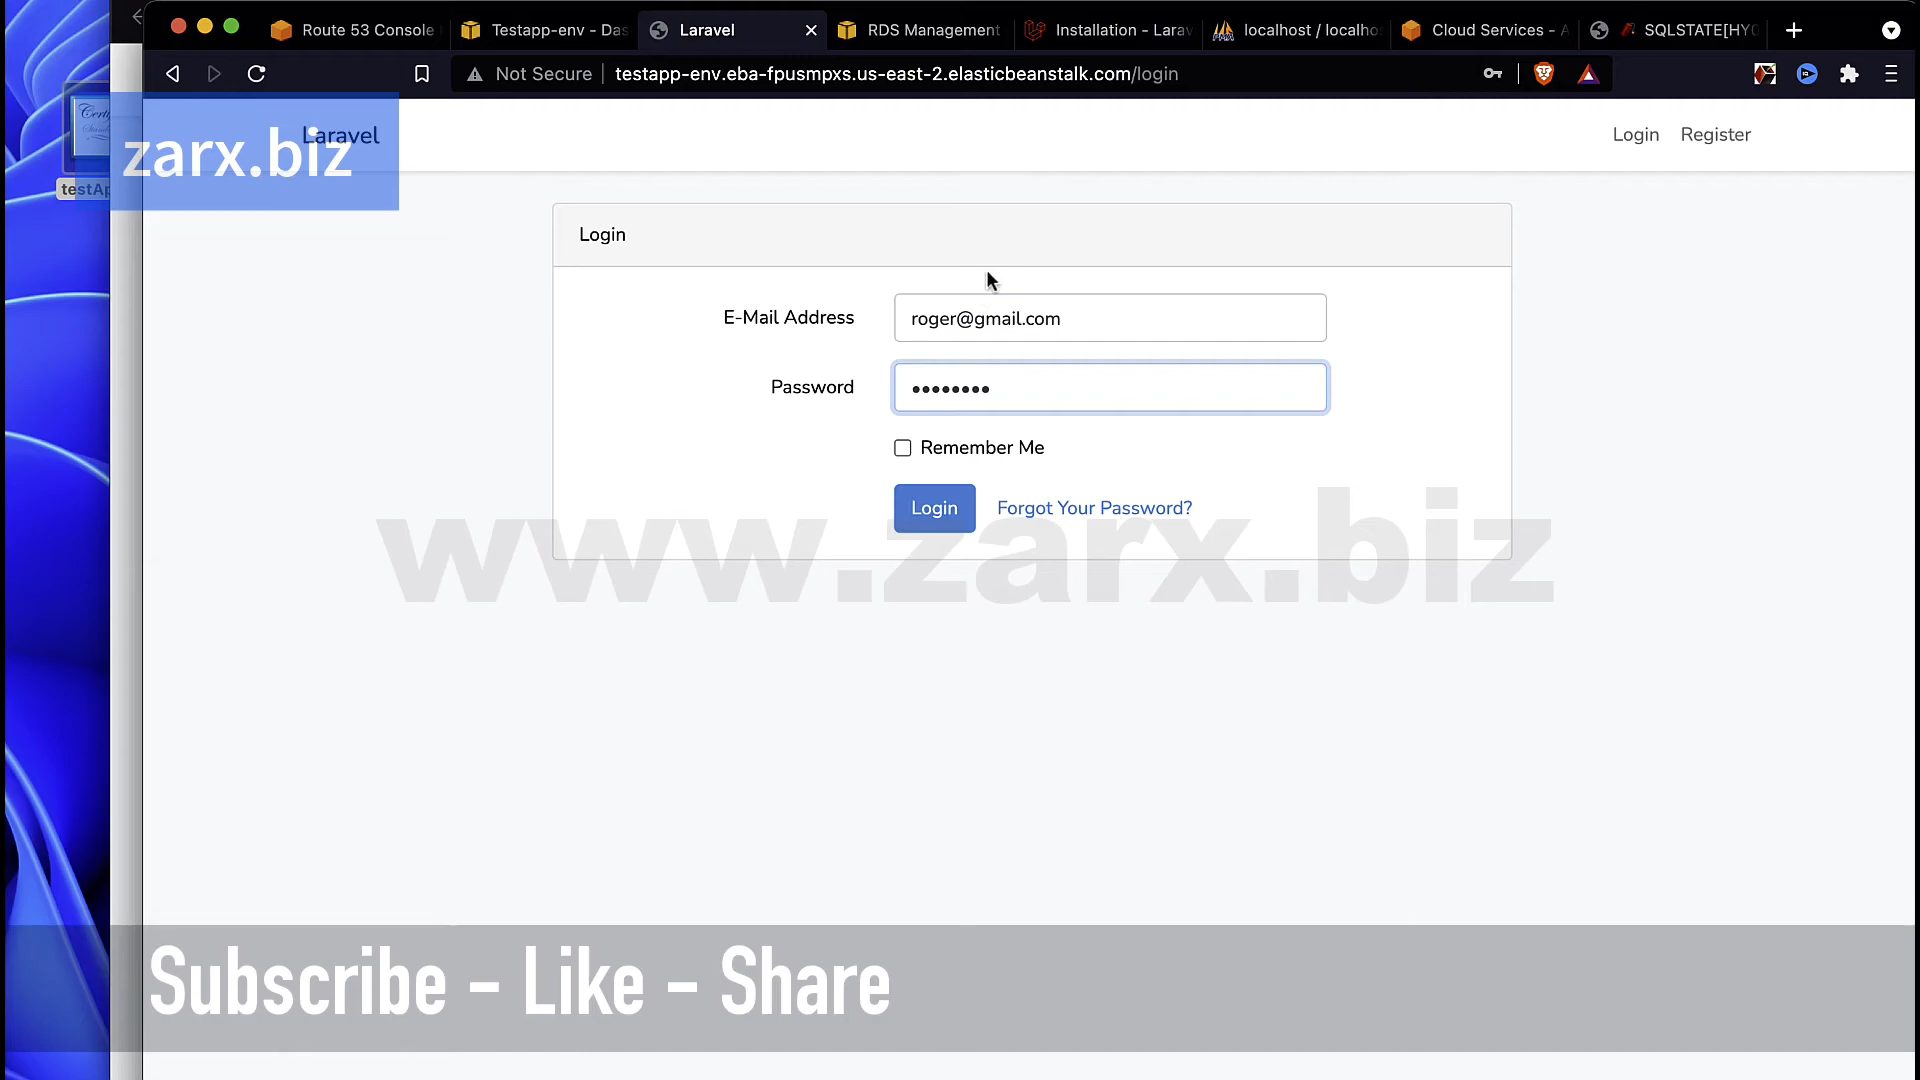 Route 53 Console
Testapp-env - Das
Laravel
RDS Management
Installation - Larav
localhost / localhos
Cloud Services - A
SQLSTATE[HY0
Not Secure
testapp-env.eba-fpusmpxs.us-east-2.elasticbeanstalk.com/login
Laravel
zarx.biz
testAp
Login
Register
Login
E-Mail Address
roger@gmail.com
Password
••••••••
Remember Me
Login
Forgot Your Password?
www.zarx.biz
Subscribe - Like - Share